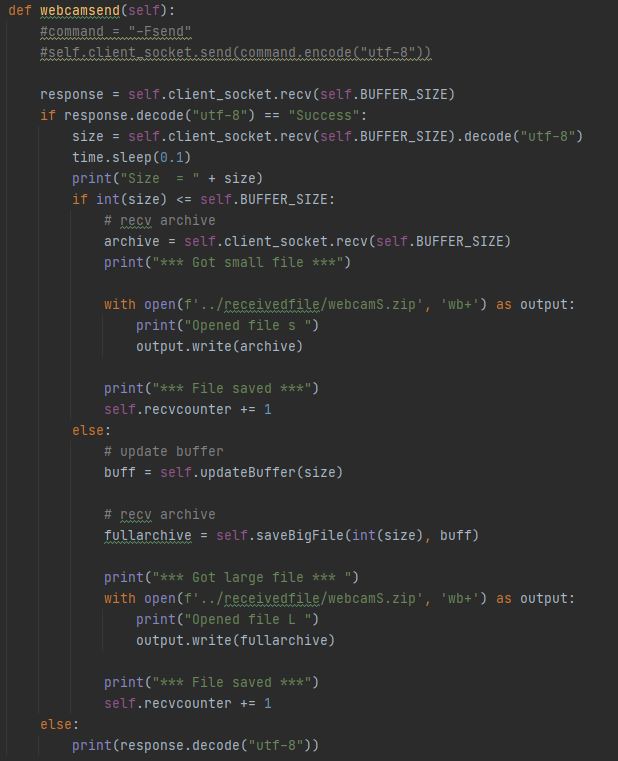 def webcamsend(self):
    #command = "-Fsend"
    #self.client_socket.send(command.encode("utf-8"))

    response = self.client_socket.recv(self.BUFFER_SIZE)
    if response.decode("utf-8") == "Success":
        size = self.client_socket.recv(self.BUFFER_SIZE).decode("utf-8")
        time.sleep(0.1)
        print("Size  = " + size)
        if int(size) <= self.BUFFER_SIZE:
            # recv archive
            archive = self.client_socket.recv(self.BUFFER_SIZE)
            print("*** Got small file ***")

            with open(f'../receivedfile/webcamS.zip', 'wb+') as output:
                print("Opened file s ")
                output.write(archive)

            print("*** File saved ***")
            self.recvcounter += 1
        else:
            # update buffer
            buff = self.updateBuffer(size)

            # recv archive
            fullarchive = self.saveBigFile(int(size), buff)

            print("*** Got large file *** ")
            with open(f'../receivedfile/webcamS.zip', 'wb+') as output:
                print("Opened file L ")
                output.write(fullarchive)

            print("*** File saved ***")
            self.recvcounter += 1
    else:
        print(response.decode("utf-8"))